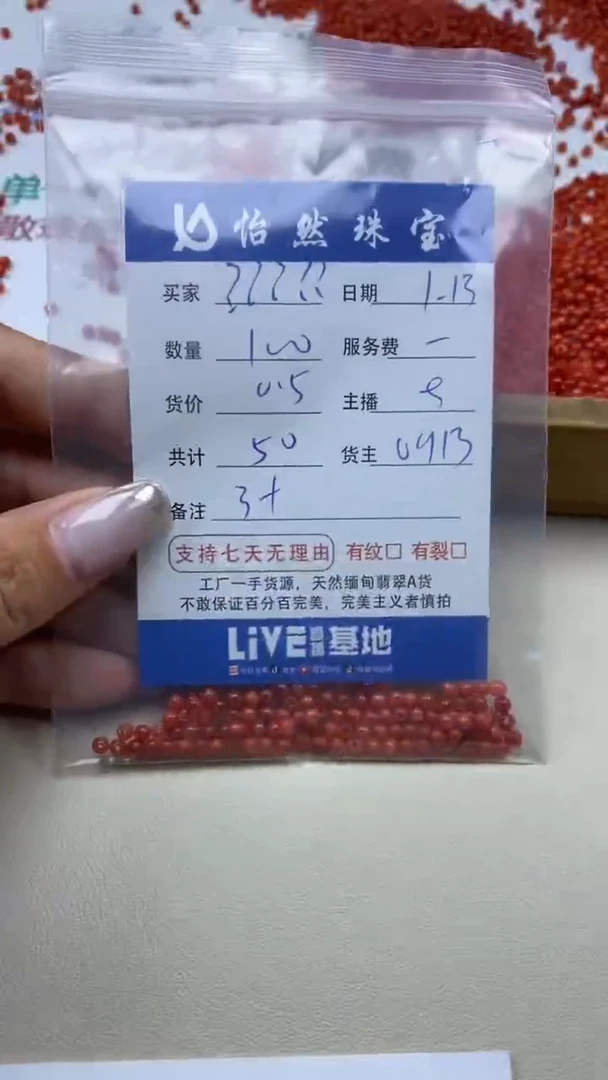 怡然珠宝
买家 ? ? ? ? ? 日期 1-13
数量 100 服务费 一
货价 0.5 主播
共计 50 货主 0913
备注 3+
支持七天无理由 有纹□ 有裂□
工厂一手货源，天然缅甸翡翠A货
不敢保证百分百完美，完美主义者慎拍
LiVE 基地